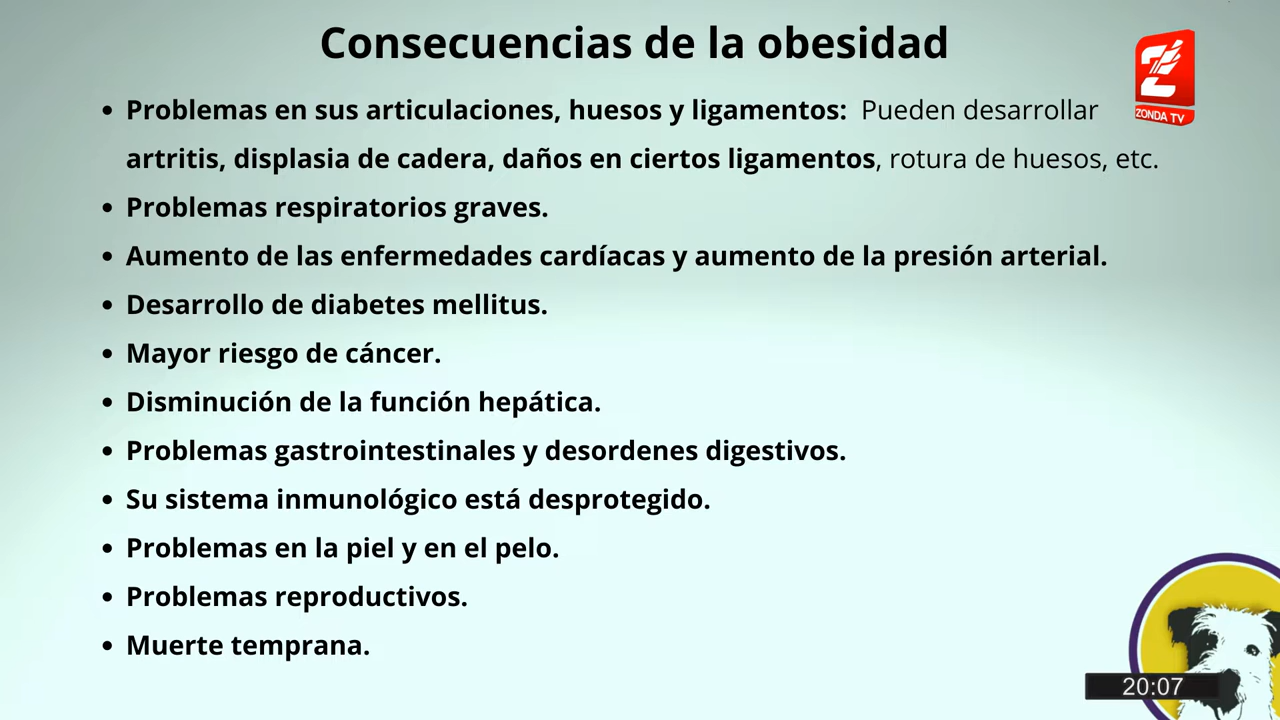 Consecuencias de la obesidad
ZONDA TV
• Problemas en sus articulaciones, huesos y ligamentos: Pueden desarrollar
artritis, displasia de cadera, daños en ciertos ligamentos, rotura de huesos, etc.
• Problemas respiratorios graves.
• Aumento de las enfermedades cardíacas y aumento de la presión arterial.
• Desarrollo de diabetes mellitus.
• Mayor riesgo de cáncer.
• Disminución de la función hepática.
• Problemas gastrointestinales y desordenes digestivos.
• Su sistema inmunológico está desprotegido.
• Problemas en la piel y en el pelo.
• Problemas reproductivos.
• Muerte temprana.
20:07